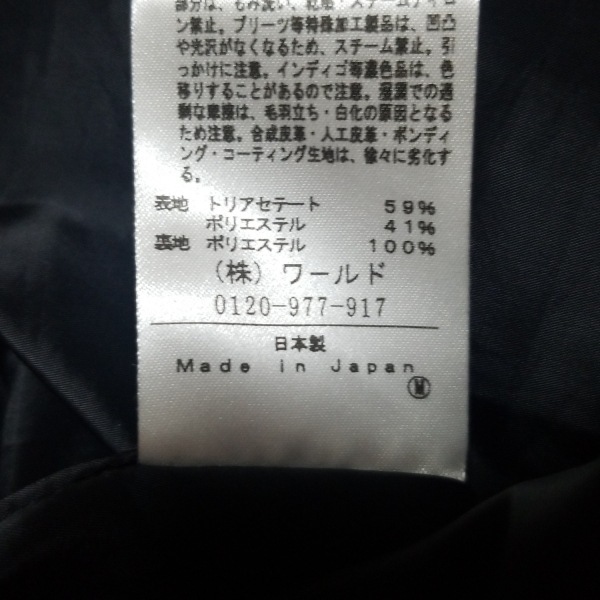 部分は、もみ洗い、乾燥・スチームアイロ
ン禁止。プリーツ等特殊加工製品は、凹凸
や光沢がなくなるため、スチーム禁止。引
っかけに注意。インディゴ等濃色品は、色
移りすることがあるので注意。湿潤での過
剰な摩擦は、毛羽立ち・白化の原因となる
ため注意。合成皮革・人工皮革・ボンディ
ング・コーティング生地は、徐々に劣化す
る。
表地 トリアセテート 59%
ポリエステル 41%
裏地 ポリエステル 100%
(株)ワールド
0120-977-917
日本製
Made in Japan
M